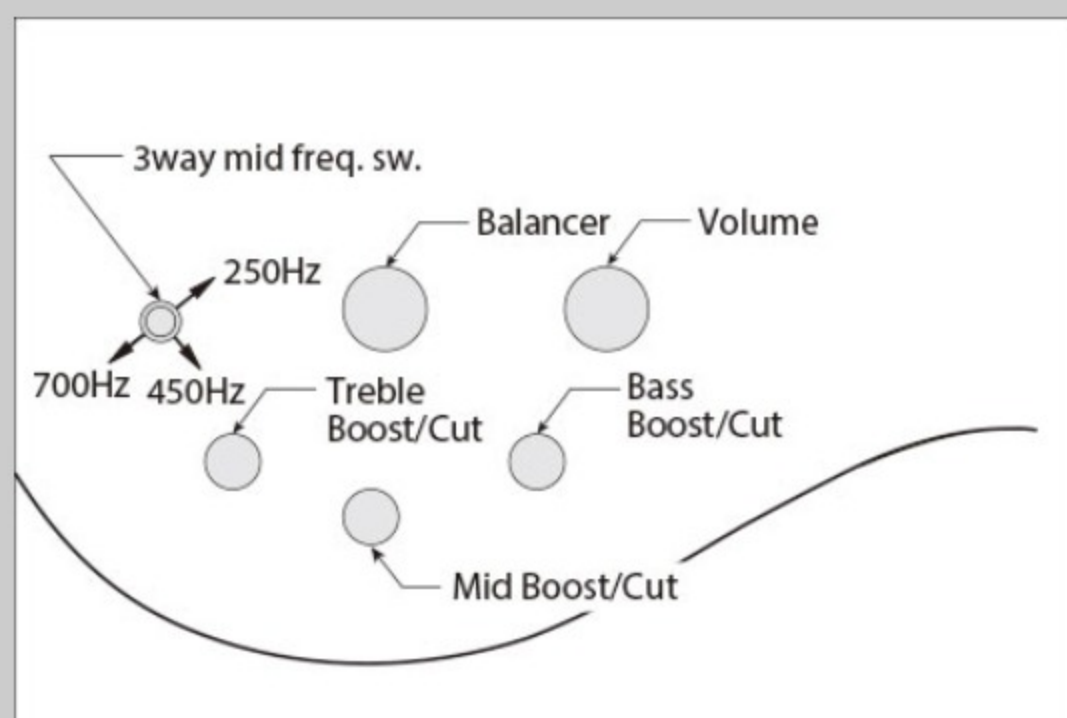 3way mid freq. sw.
Balancer
Volume
250Hz
700Hz
450Hz
Treble
Boost/Cut
Bass
Boost/Cut
Mid Boost/Cut